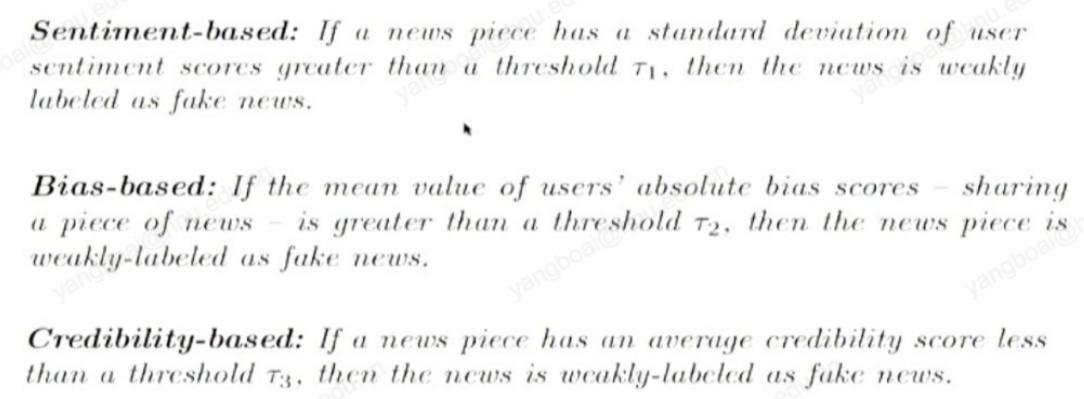 Sentiment-based: If a news piece has a standard deviation of user
sentiment scores greater than a threshold τ₁, then the news is weakly
labeled as fake news.
Bias-based: If the mean value of users' absolute bias scores – sharing
a piece of news – is greater than a threshold τ₂, then the news piece is
weakly-labeled as fake news.
Credibility-based: If a news piece has an average credibility score less
than a threshold τ₃, then the news is weakly-labeled as fake news.